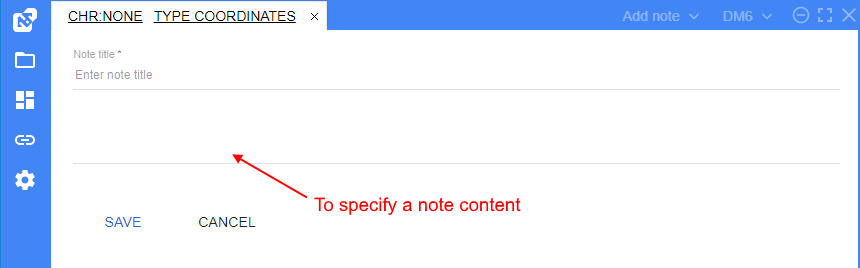 CHR:NONE TYPE COORDINATES × Add note DM6
Note title *
Enter note title
To specify a note content
SAVE CANCEL